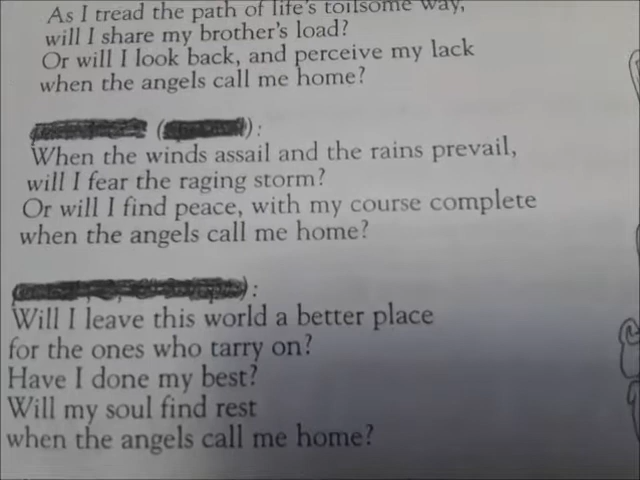 As I tread the path of life's toilsome way,
will I share my brother's load?
Or will I look back, and perceive my lack
when the angels call me home?
():
When the winds assail and the rains prevail,
will I fear the raging storm?
Or will I find peace, with my course complete
when the angels call me home?
):
Will I leave this world a better place
for the ones who tarry on?
Have I done my best?
Will my soul find rest
when the angels call me home?